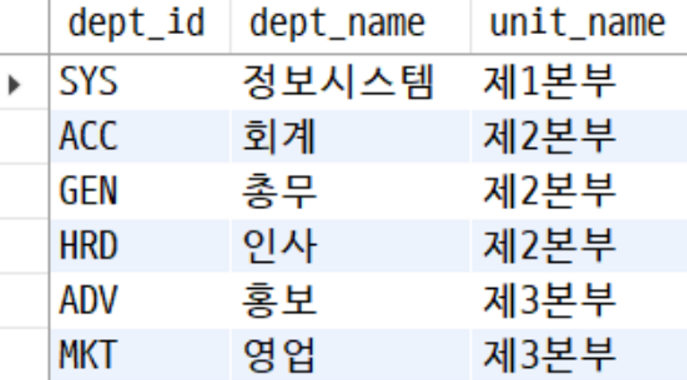 dept_id dept_name unit_name
SYS 정보시스템 제1본부
ACC 회계 제2본부
GEN 총무 제2본부
HRD 인사 제2본부
ADV 홍보 제3본부
MKT 영업 제3본부